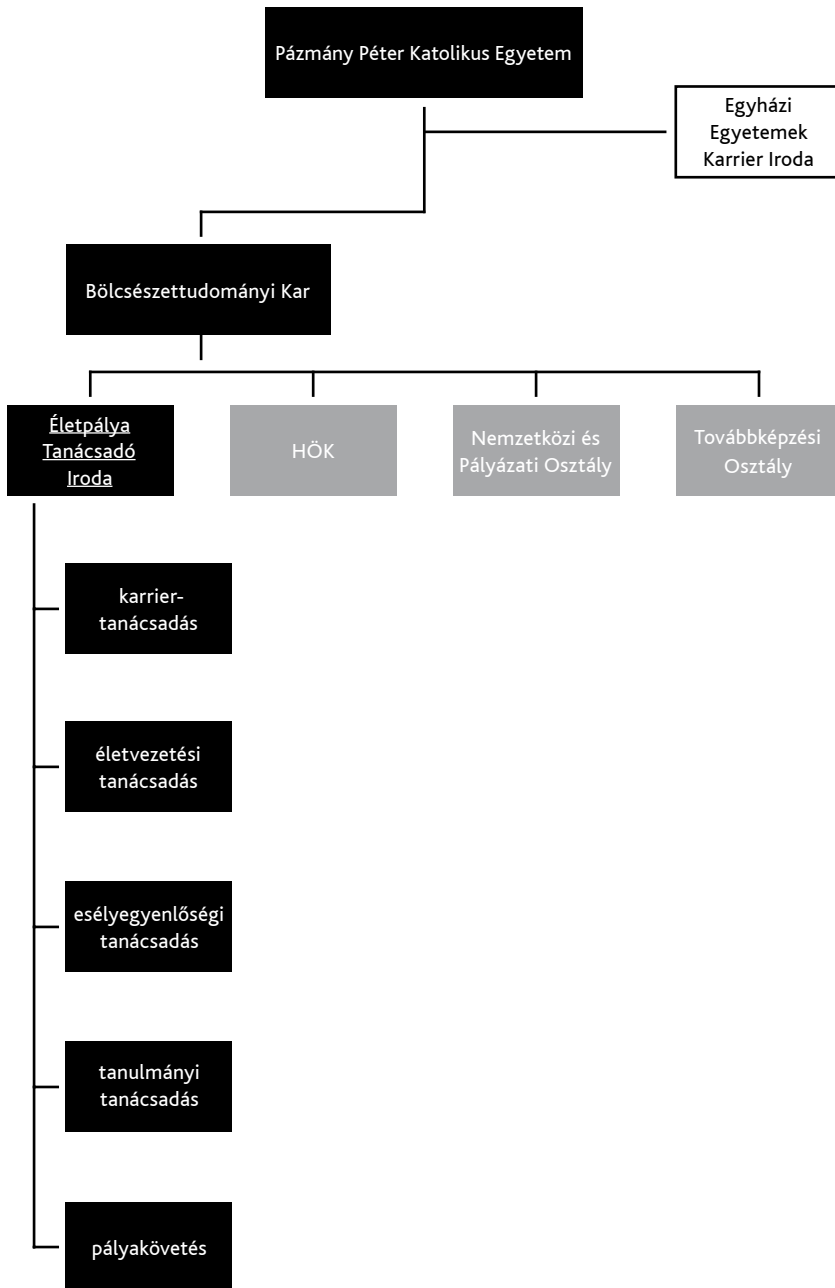 Pázmány Péter Katolikus Egyetem
Egyházi
Egyetemek
Karrier Iroda
Bölcsészettudományi Kar
Életpálya
Tanácsadó
Iroda
HÖK
Nemzetközi és
Pályázati Osztály
Továbbképzési
Osztály
karrier-
tanácsadás
életvezetési
tanácsadás
esélyegyenlőségi
tanácsadás
tanulmányi
tanácsadás
pályakövetés